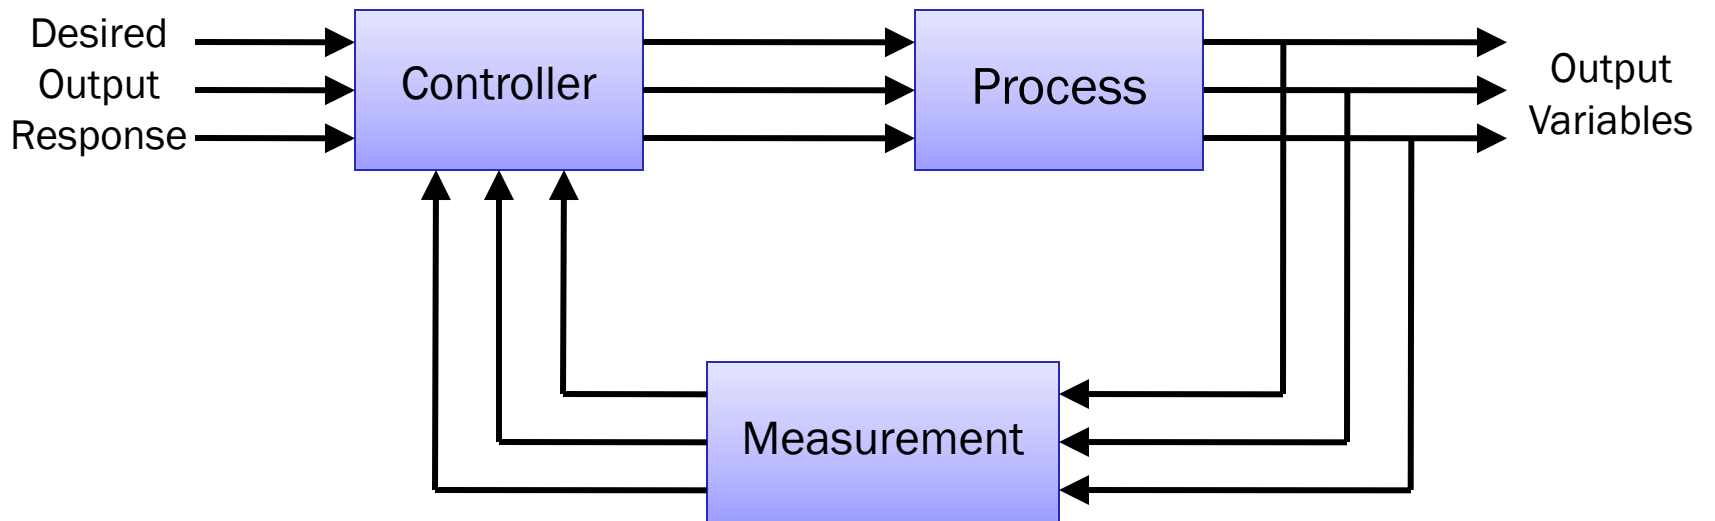 Desired
Output
Response
Controller
Process
Output
Variables
Measurement